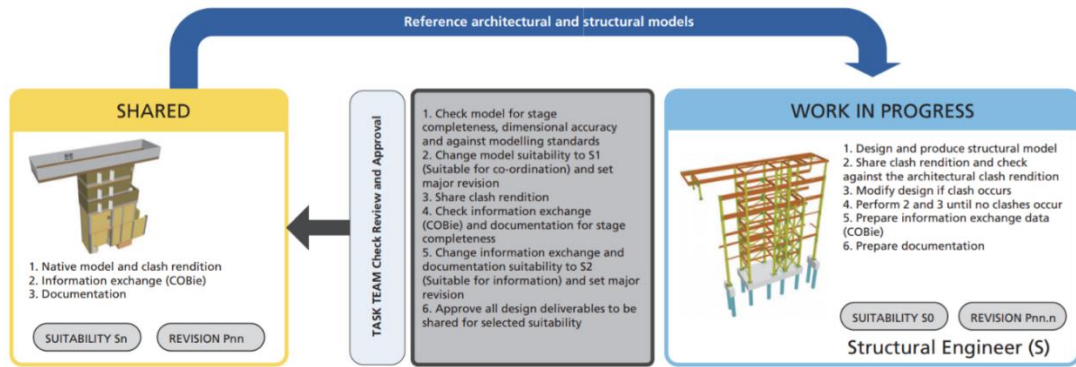 Reference architectural and structural models
SHARED
1. Native model and clash rendition
2. Information exchange (COBie)
3. Documentation
SUITABILITY Sn
REVISION Pnn
TASK TEAM Check Review and Approval
1. Check model for stage
completeness, dimensional accuracy
and against modelling standards
2. Change model suitability to S1
(Suitable for co-ordination) and set
major revision
3. Share clash rendition
4. Check information exchange
(COBie) and documentation for stage
completeness
5. Change information exchange and
documentation suitability to S2
(Suitable for information) and set major
revision
6. Approve all design deliverables to be
shared for selected suitability
WORK IN PROGRESS
1. Design and produce structural model
2. Share clash rendition and check
against the architectural clash rendition
3. Modify design if clash occurs
4. Perform 2 and 3 until no clashes occur
5. Prepare information exchange data
(COBie)
6. Prepare documentation
SUITABILITY S0
REVISION Pnn.n
Structural Engineer (S)